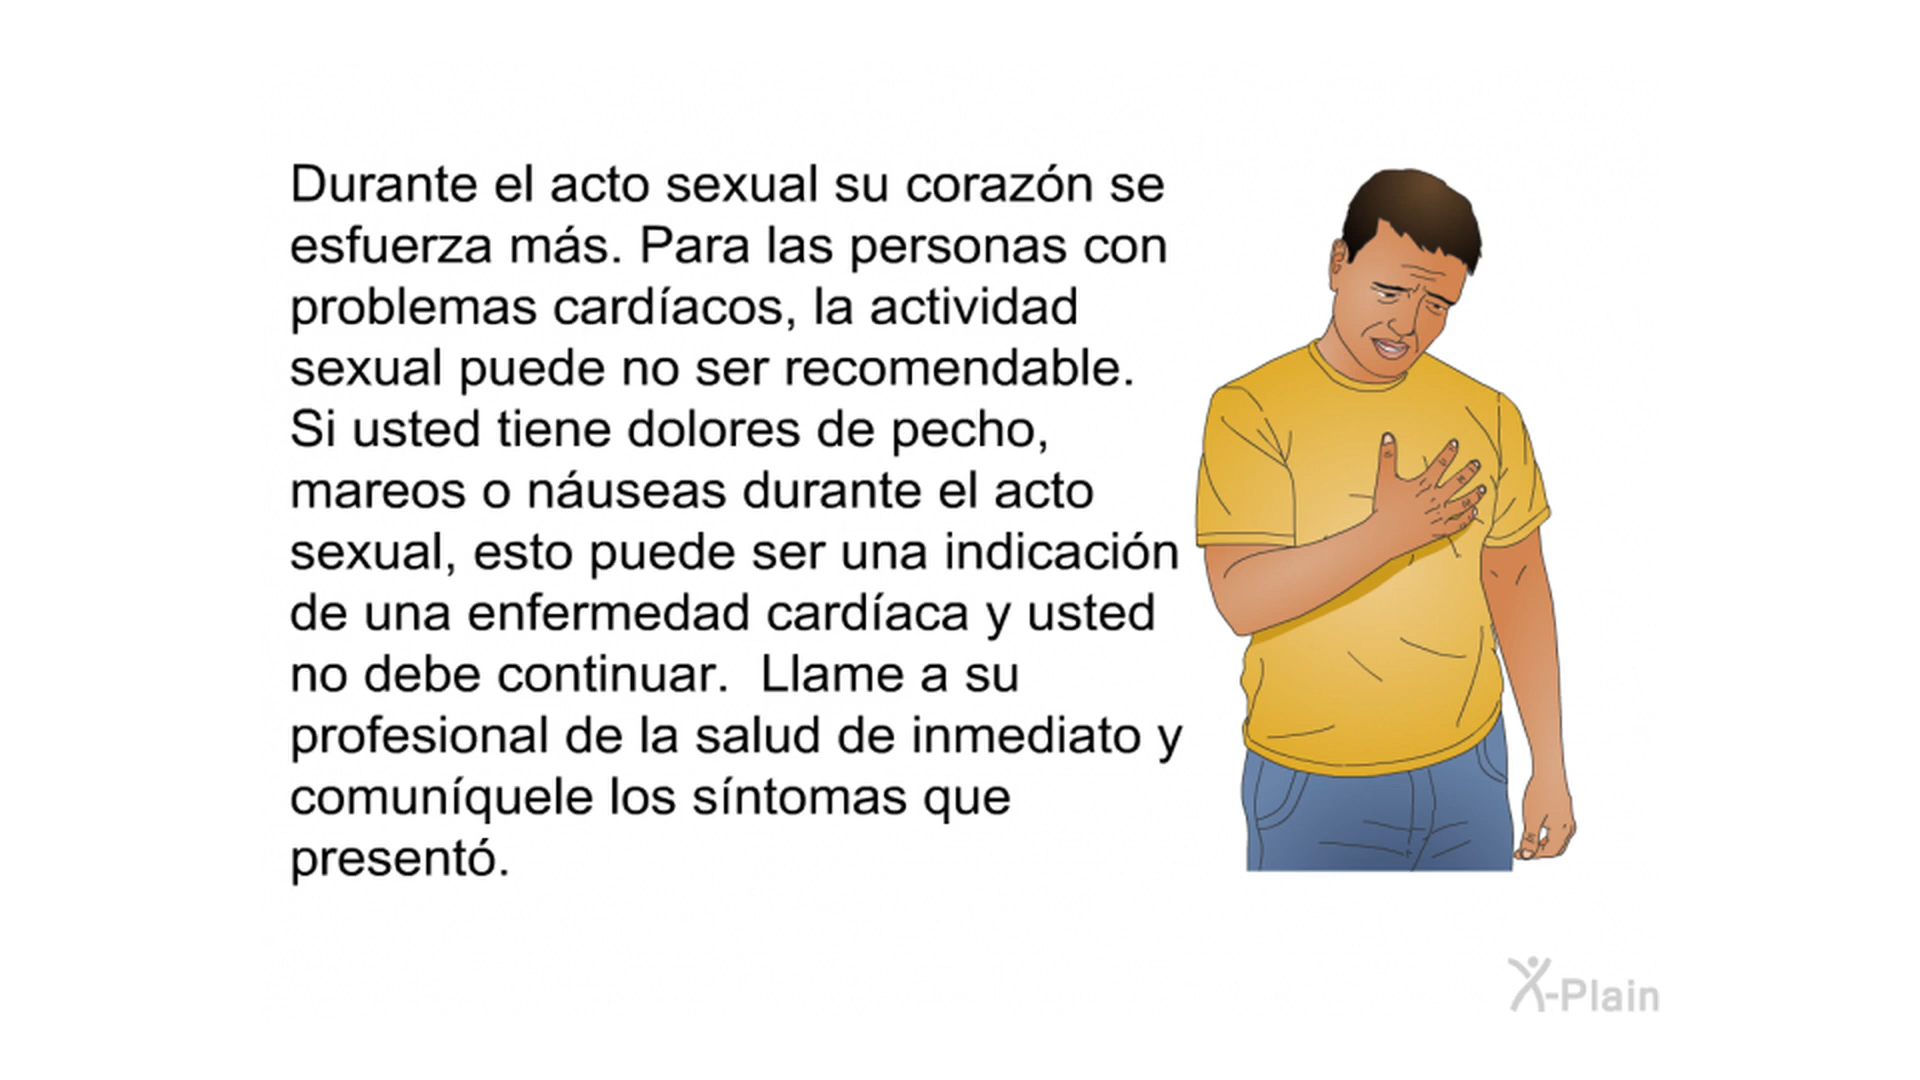 Durante el acto sexual su corazón se
esfuerza más. Para las personas con
problemas cardíacos, la actividad
sexual puede no ser recomendable.
Si usted tiene dolores de pecho,
mareos o náuseas durante el acto
sexual, esto puede ser una indicación
de una enfermedad cardíaca y usted
no debe continuar.  Llame a su
profesional de la salud de inmediato y
comuníquele los síntomas que
presentó.
X-Plain